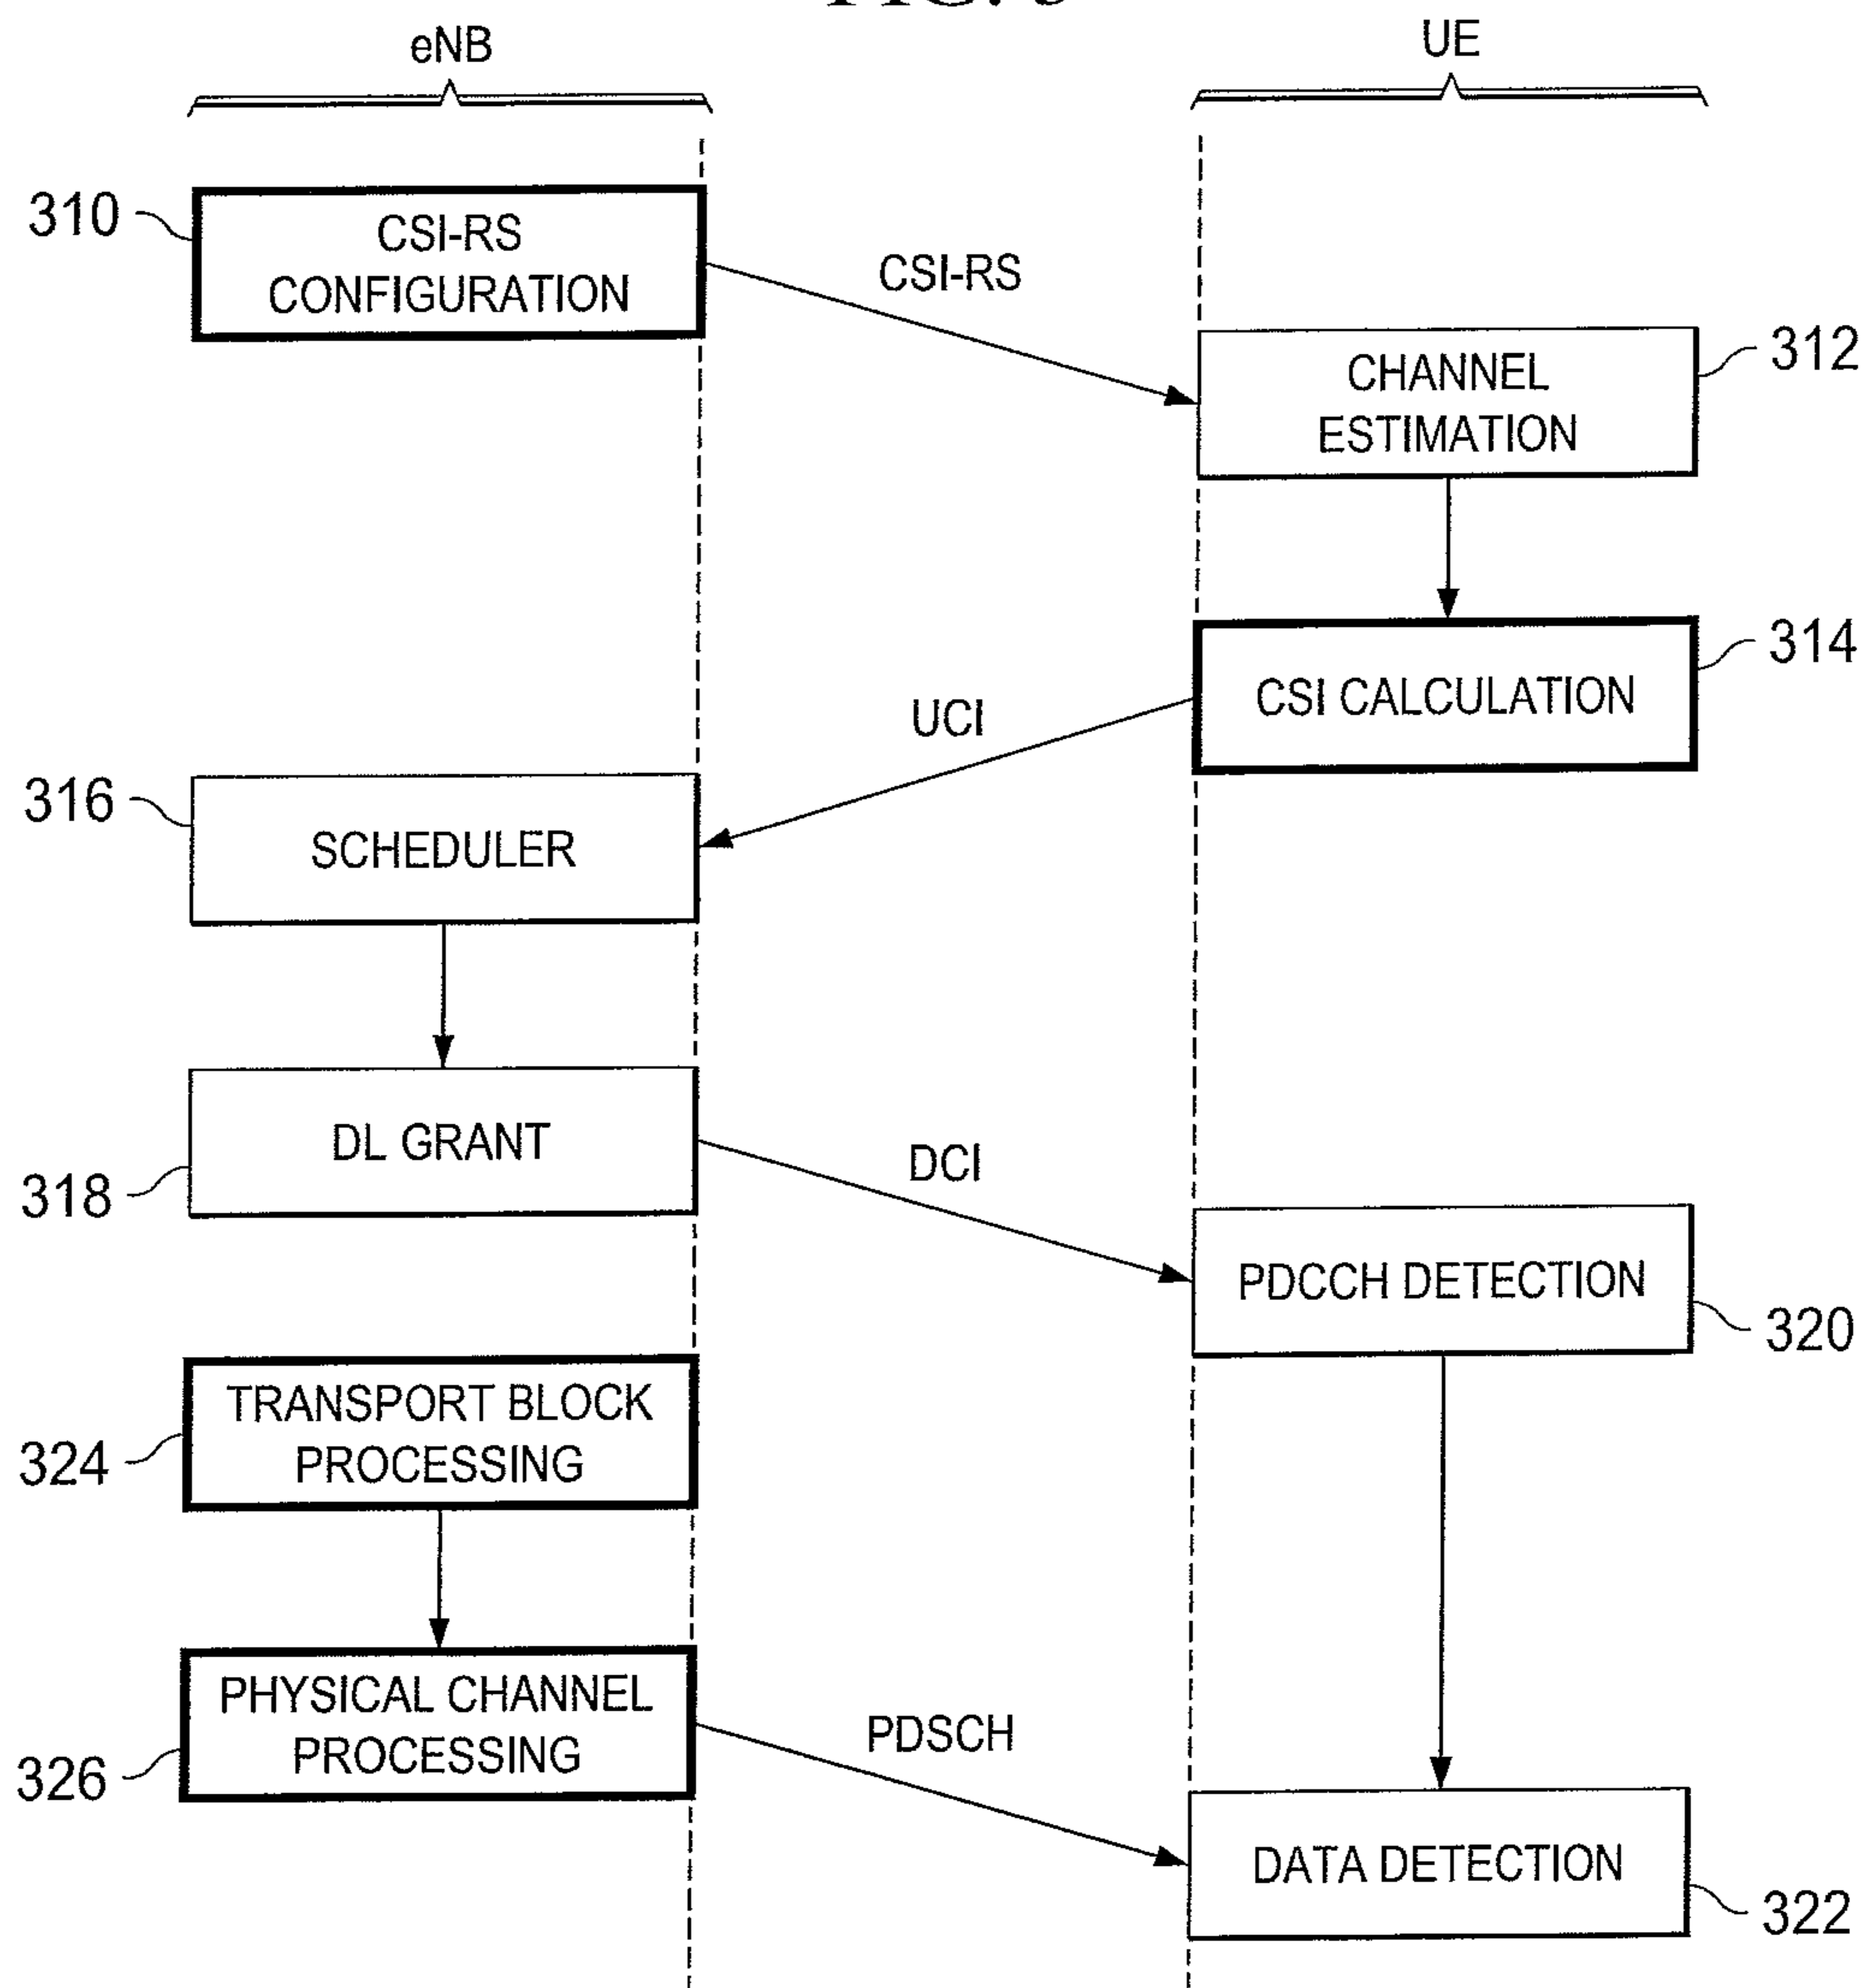 eNB
UE
310
CSI-RS
CONFIGURATION
CSI-RS
312
CHANNEL
ESTIMATION
314
CSI CALCULATION
UCI
316
SCHEDULER
DL GRANT
318
DCI
PDCCH DETECTION
320
TRANSPORT BLOCK
PROCESSING
324
PHYSICAL CHANNEL
PROCESSING
326
PDSCH
DATA DETECTION
322